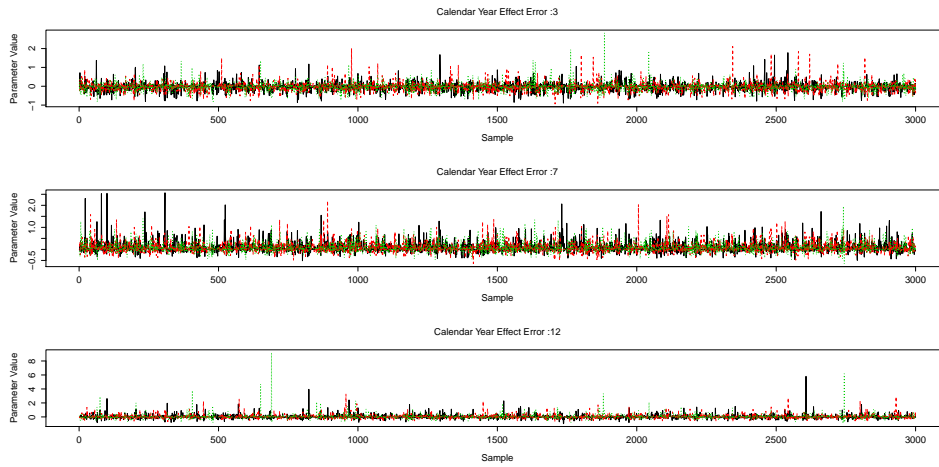 Calendar Year Effect Error :3
Parameter Value
−1 0 1 2
0 500 1000 1500 2000 2500 3000
Sample
Calendar Year Effect Error :7
Parameter Value
−0.5 1.0 2.0
0 500 1000 1500 2000 2500 3000
Sample
Calendar Year Effect Error :12
Parameter Value
0 2 4 6 8
0 500 1000 1500 2000 2500 3000
Sample